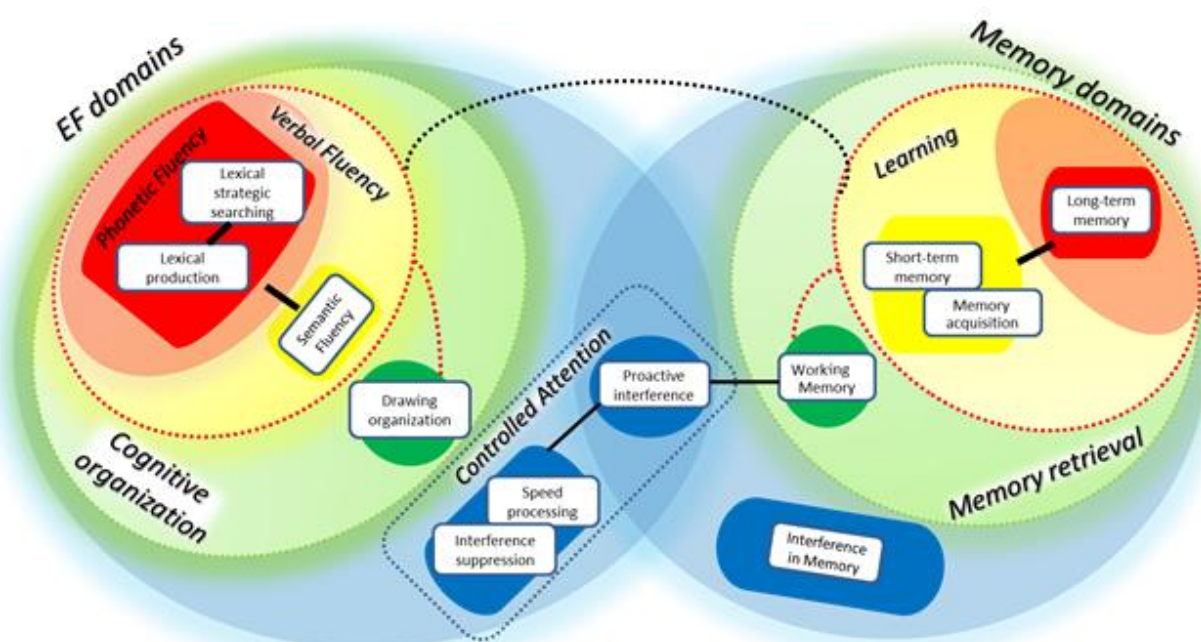 EF domains
Verbal Fluency
Phonetic Fluency
Lexical
strategic
searching
Lexical
production
Semantic
Fluency
Drawing
organization
Cognitive
organization
Controlled Attention
Proactive
interference
Speed
processing
Interference
suppression
Memory domains
Learning
Long-term
memory
Short-term
memory
Memory
acquisition
Working
Memory
Memory retrieval
Interference
in Memory